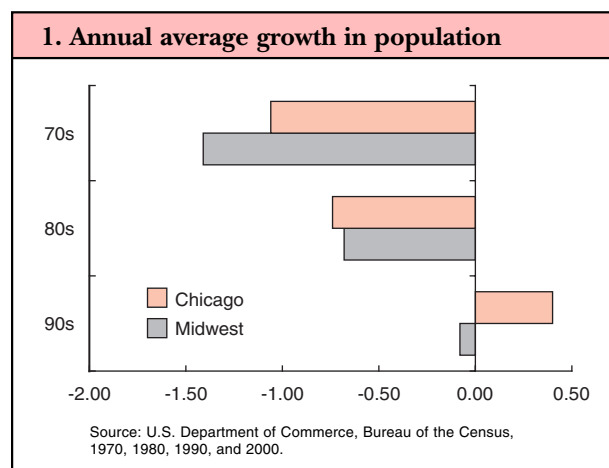 1. Annual average growth in population
70s
80s
90s
Chicago
Midwest
-2.00 -1.50 -1.00 -0.50 0.00 0.50
Source: U.S. Department of Commerce, Bureau of the Census,
1970, 1980, 1990, and 2000.